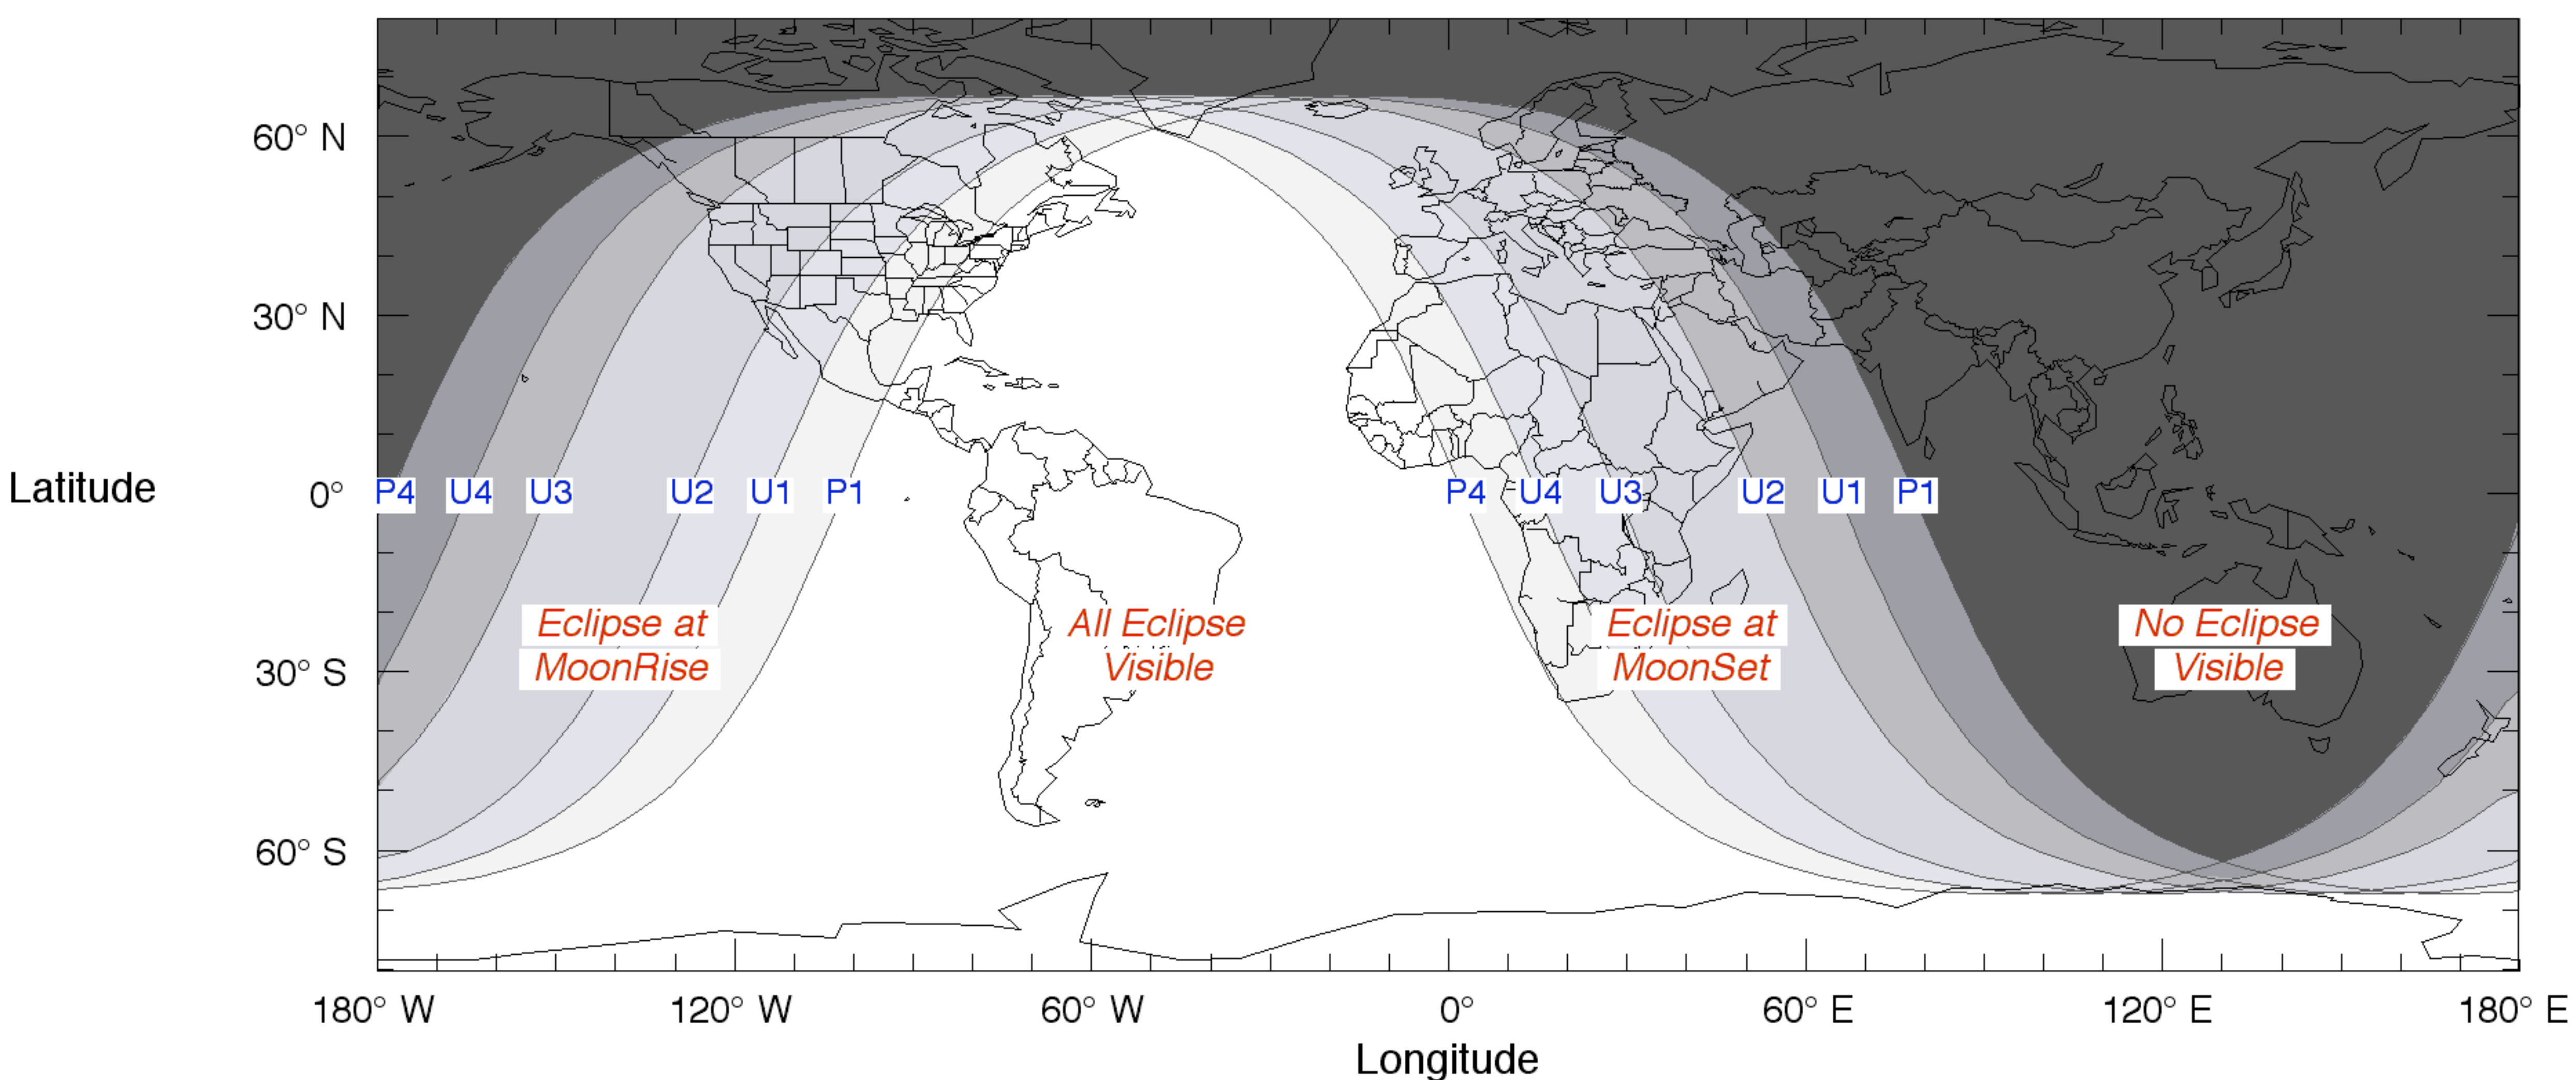 60° N
30° N
Latitude
0°
P4 U4 U3 U2 U1 P1 P4 U4 U3 U2 U1 P1
Eclipse at
MoonRise
All Eclipse
Visible
Eclipse at
MoonSet
No Eclipse
Visible
30° S
60° S
180° W 120° W 60° W 0° 60° E 120° E 180° E
Longitude